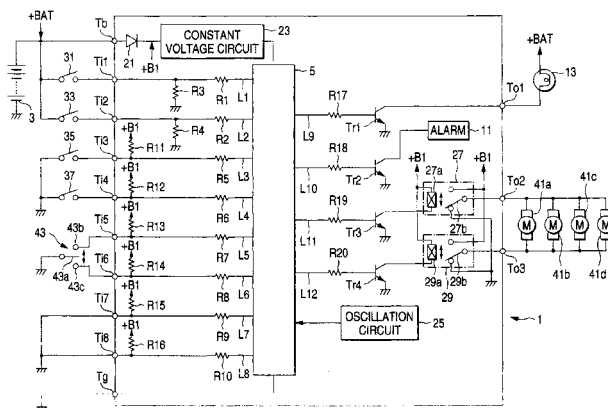 +BAT
Tb
21
+B1
CONSTANT VOLTAGE CIRCUIT
23
+BAT
13
3
31
Ti1
R3
R1
L1
5
R17
L9
Tr1
To1
33
Ti2
+B1
R4
R2
L2
R18
L10
Tr2
ALARM
11
35
Ti3
R11
+B1
R5
L3
+B1
27
+B1
37
Ti4
R12
+B1
R6
L4
R19
L11
Tr3
27a
27b
To2
41a
41c
43
43b
43a
43c
Ti5
R13
+B1
R7
L5
M
M
M
M
41b
41d
Ti6
R14
+B1
R8
L6
R20
L12
Tr4
29a
29
29b
To3
Ti7
R15
+B1
R9
L7
OSCILLATION CIRCUIT
25
1
Ti8
R16
R10
L8
Tg